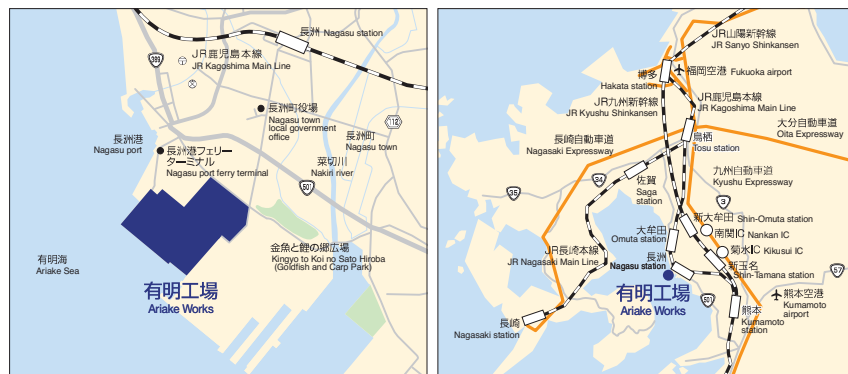 長洲 Nagasu station
389
JR鹿児島本線
JR Kagoshima Main Line
長洲町役場
Nagasu town
local government
office
112
長洲町
Nagasu town
長洲港
Nagasu port
長洲港フェリー
ターミナル
Nagasu port ferry terminal
菜切川
Nakiri river
501
有明海
Ariake Sea
金魚と鯉の郷広場
Kingyo to Koi no Sato Hiroba
(Goldfish and Carp Park)
有明工場
Ariake Works
JR山陽新幹線
JR Sanyo Shinkansen
博多
Hakata station
福岡空港 Fukuoka airport
JR九州新幹線
JR Kyushu Shinkansen
JR鹿児島本線
JR Kagoshima Main Line
大分自動車道
Oita Expressway
長崎自動車道
Nagasaki Expressway
鳥栖
Tosu station
九州自動車道
Kyushu Expressway
34
35
佐賀
Saga
station
3
新大牟田 Shin-Omuta station
大牟田
Omuta station
南関IC Nankan IC
菊水IC Kikusui IC
JR長崎本線
JR Nagasaki Main Line
長洲
Nagasu station
新玉名
Shin-Tamana station
57
有明工場
Ariake Works
501
熊本空港
Kumamoto
airport
熊本
Kumamoto
station
長崎
Nagasaki station